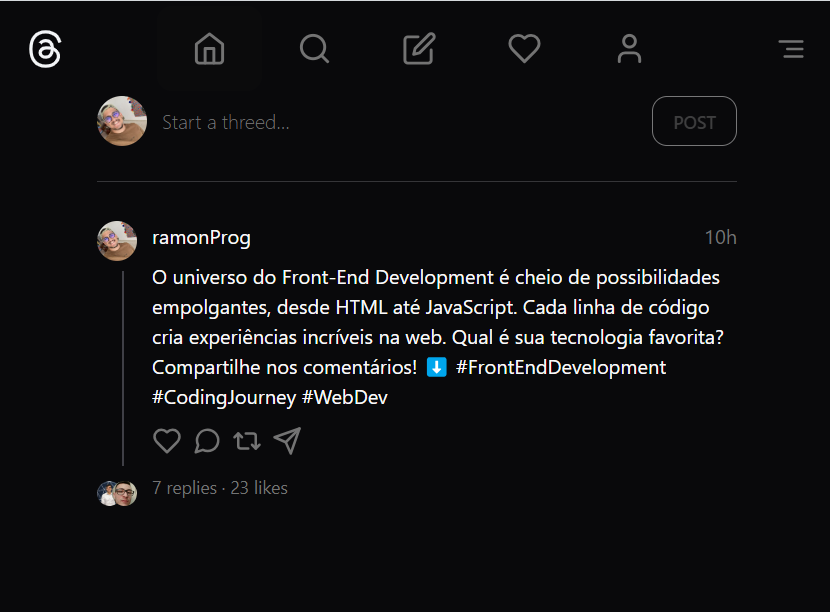 Start a threed...
POST
ramonProg
10h
O universo do Front-End Development é cheio de possibilidades
empolgantes, desde HTML até JavaScript. Cada linha de código
cria experiências incríveis na web. Qual é sua tecnologia favorita?
Compartilhe nos comentários! ⬇️ #FrontEndDevelopment
#CodingJourney #WebDev
7 replies · 23 likes